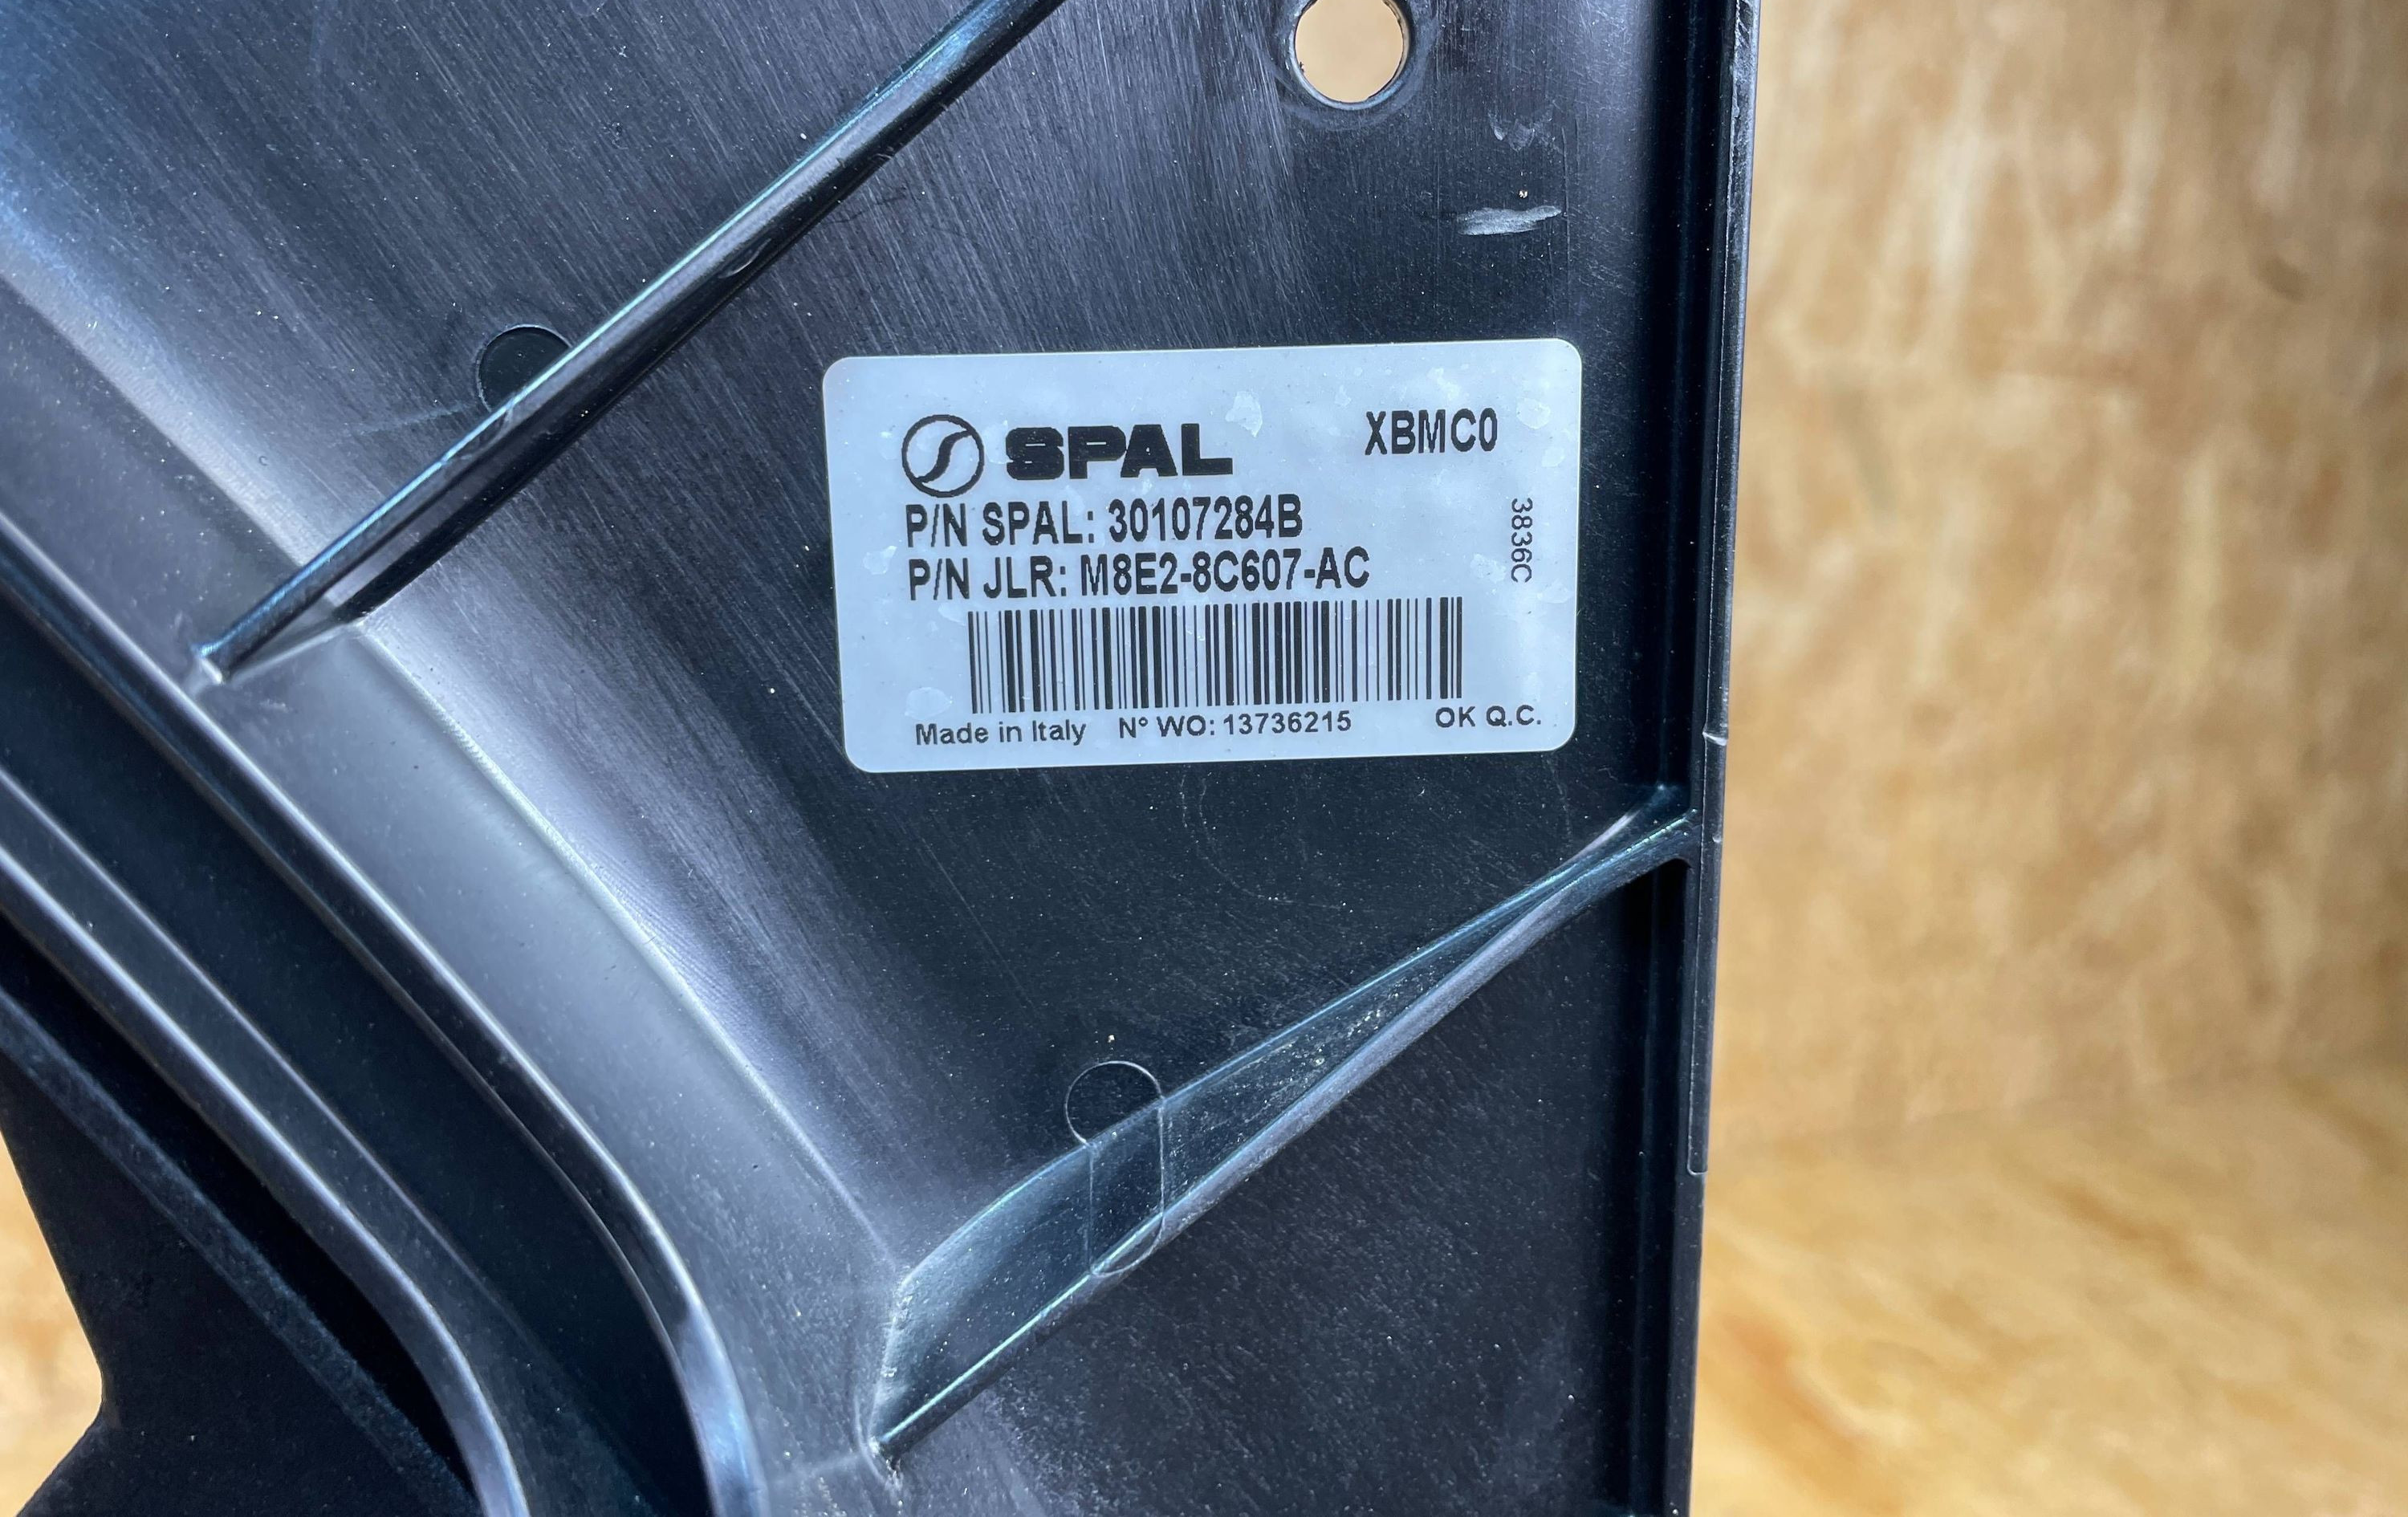 SPAL XBMC0
P/N SPAL: 30107284B
P/N JLR: M8E2-8C607-AC
3836C
Made in Italy N° WO: 13736215 OK Q.C.